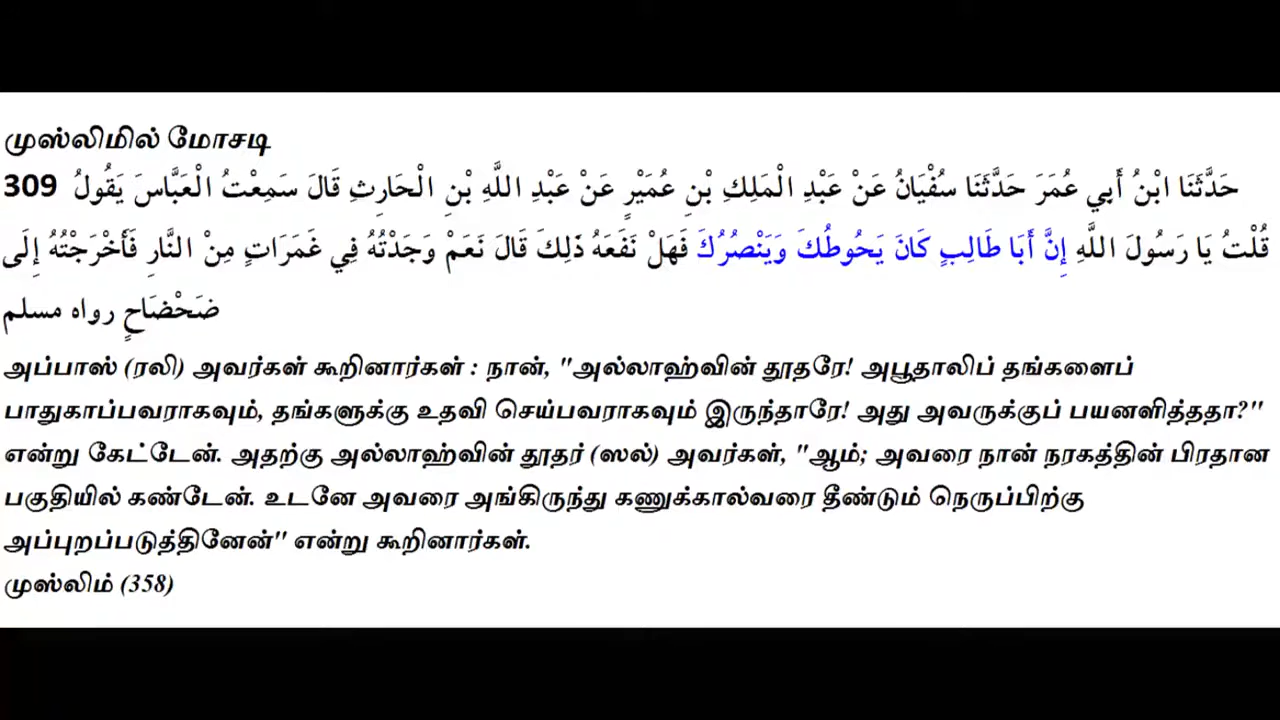 முஸ்லிமில் மோசடி
309 حَدَّثَنَا ابْنُ أَبِي عُمَرَ حَدَّثَنَا سُفْيَانُ عَنْ عَبْدِ الْمَلِكِ بْنِ عُمَيْرٍ عَنْ عَبْدِ اللَّهِ بْنِ الْحَارِثِ قَالَ سَمِعْتُ الْعَبَّاسَ يَقُولُ
قُلْتُ يَا رَسُولَ اللَّهِ إِنَّ أَبَا طَالِبٍ كَانَ يَحُوطُكَ وَيَنْصُرُكَ فَهَلْ نَفَعَهُ ذَلِكَ قَالَ نَعَمْ وَجَدْتُهُ فِي غَمَرَاتٍ مِنْ النَّارِ فَأَخْرَجْتُهُ إِلَى
ضَحْضَاحٍ رواه مسلم
அப்பாஸ் (ரலி) அவர்கள் கூறினார்கள் : நான், "அல்லாஹ்வின் தூதரே! அபூதாலிப் தங்களைப்
பாதுகாப்பவராகவும், தங்களுக்கு உதவி செய்பவராகவும் இருந்தாரே! அது அவருக்குப் பயனளித்ததா?"
என்று கேட்டேன். அதற்கு அல்லாஹ்வின் தூதர் (ஸல்) அவர்கள், "ஆம்; அவரை நான் நரகத்தின் பிரதான
பகுதியில் கண்டேன். உடனே அவரை அங்கிருந்து கணுக்கால்வரை தீண்டும் நெருப்பிற்கு
அப்புறப்படுத்தினேன்" என்று கூறினார்கள்.
முஸ்லிம் (358)